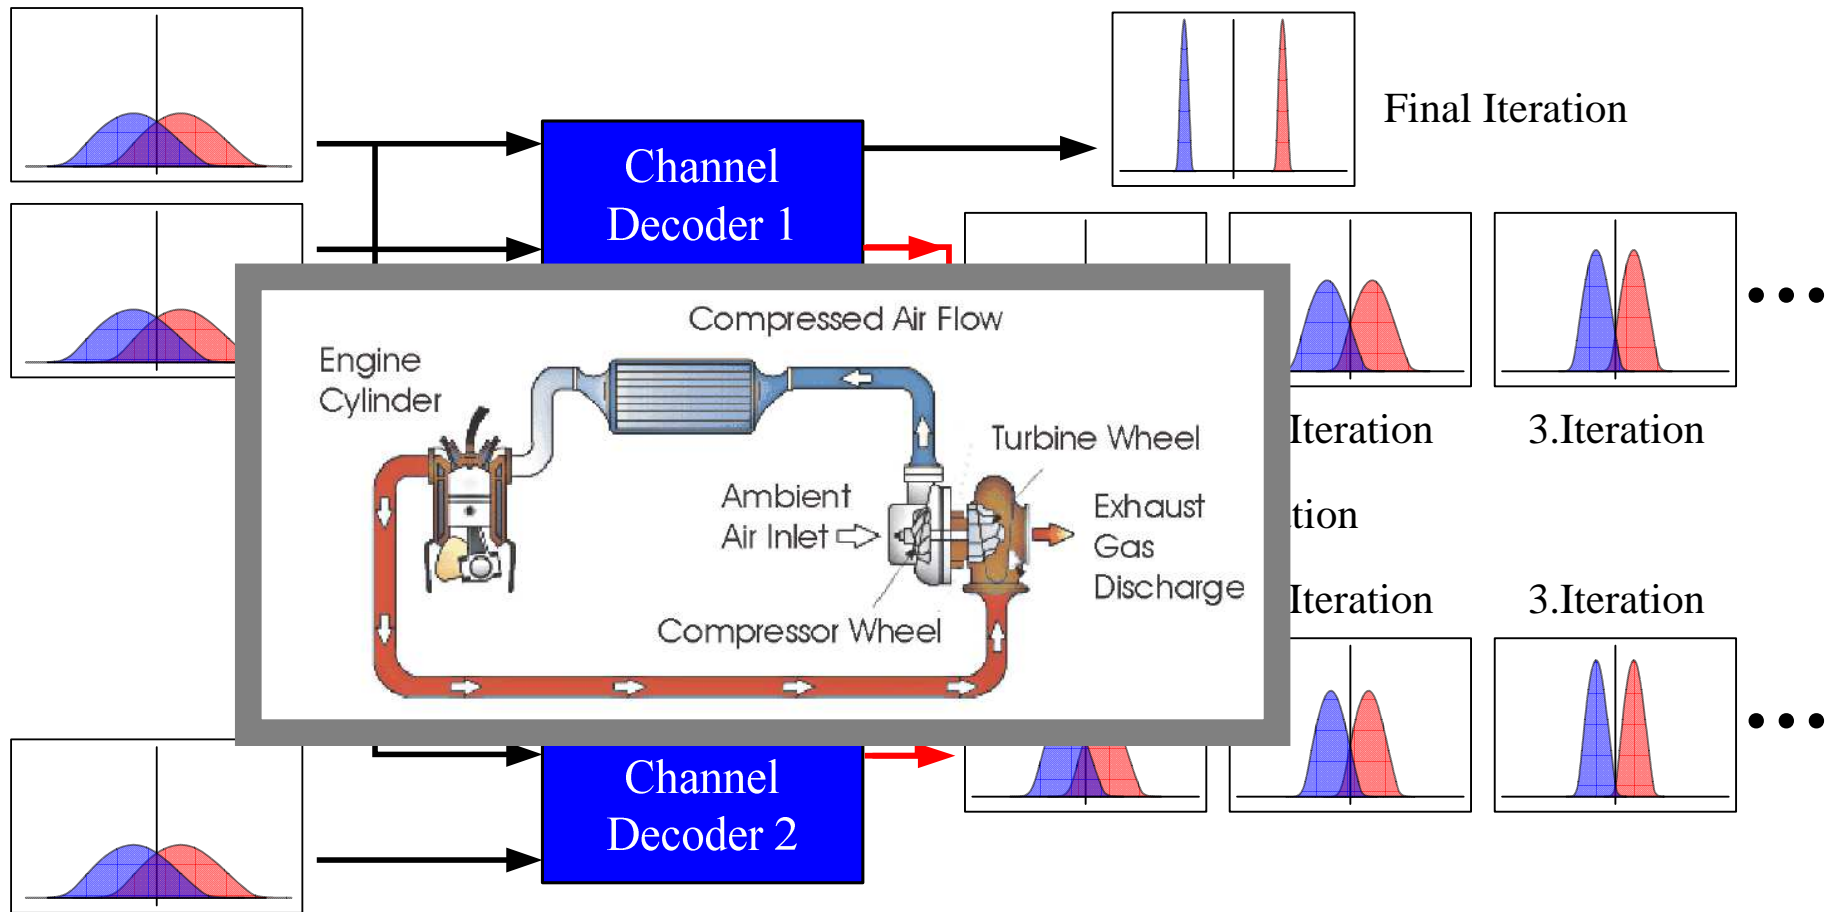 Final Iteration
Channel
Decoder 1
Compressed Air Flow
Engine
Cylinder
Turbine Wheel
Iteration
3.Iteration
Ambient
Air Inlet
Exhaust
Gas
Discharge
Compressor Wheel
Iteration
3.Iteration
Channel
Decoder 2